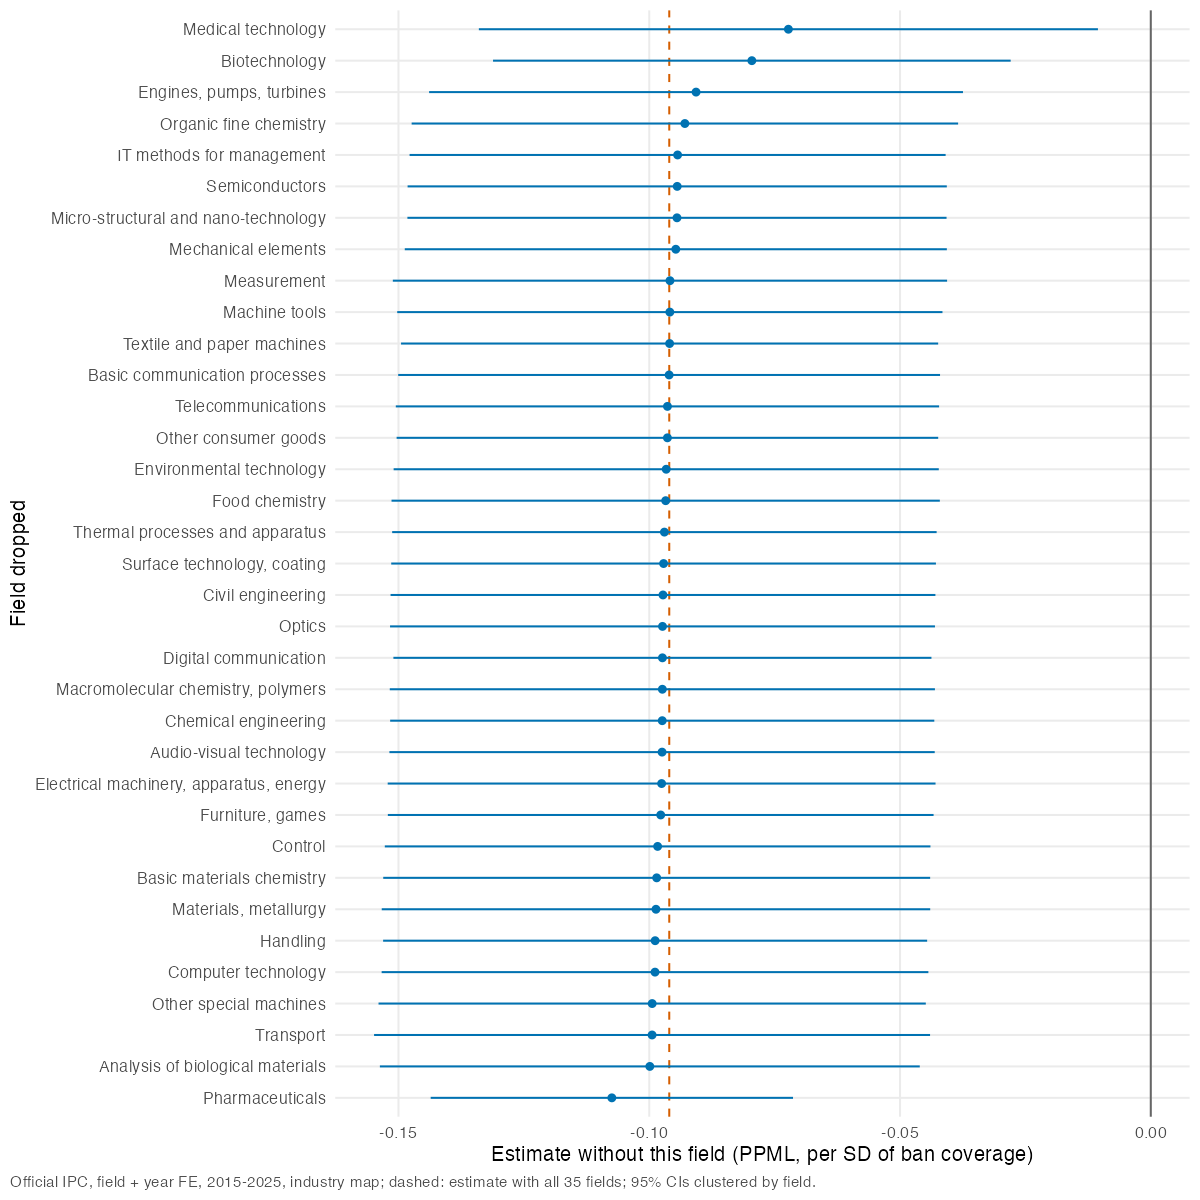 Medical technology
Biotechnology
Engines, pumps, turbines
Organic fine chemistry
IT methods for management
Semiconductors
Micro-structural and nano-technology
Mechanical elements
Measurement
Machine tools
Textile and paper machines
Basic communication processes
Telecommunications
Other consumer goods
Environmental technology
Food chemistry
Thermal processes and apparatus
Surface technology, coating
Civil engineering
Optics
Digital communication
Macromolecular chemistry, polymers
Chemical engineering
Audio-visual technology
Electrical machinery, apparatus, energy
Furniture, games
Control
Basic materials chemistry
Materials, metallurgy
Handling
Computer technology
Other special machines
Transport
Analysis of biological materials
Pharmaceuticals
Field dropped
-0.15 -0.10 -0.05 0.00
Estimate without this field (PPML, per SD of ban coverage)
Official IPC, field + year FE, 2015-2025, industry map; dashed: estimate with all 35 fields; 95% CIs clustered by field.